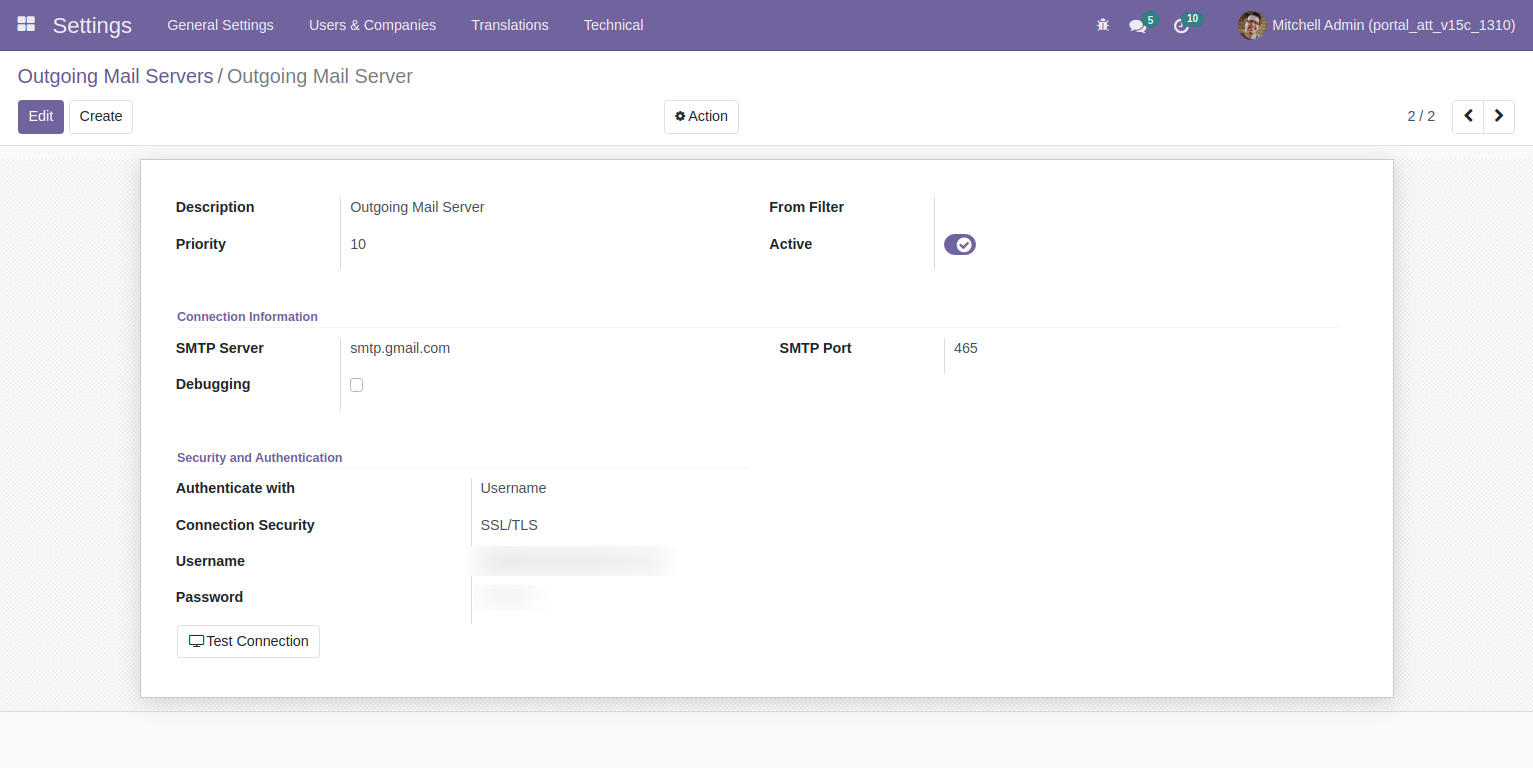 Settings General Settings Users & Companies Translations Technical 5 10 Mitchell Admin (portal_att_v15c_1310)
Outgoing Mail Servers / Outgoing Mail Server
Edit Create Action 2 / 2
Description Outgoing Mail Server From Filter
Priority 10 Active
Connection Information
SMTP Server smtp.gmail.com SMTP Port 465
Debugging
Security and Authentication
Authenticate with Username
Connection Security SSL/TLS
Username
Password
Test Connection